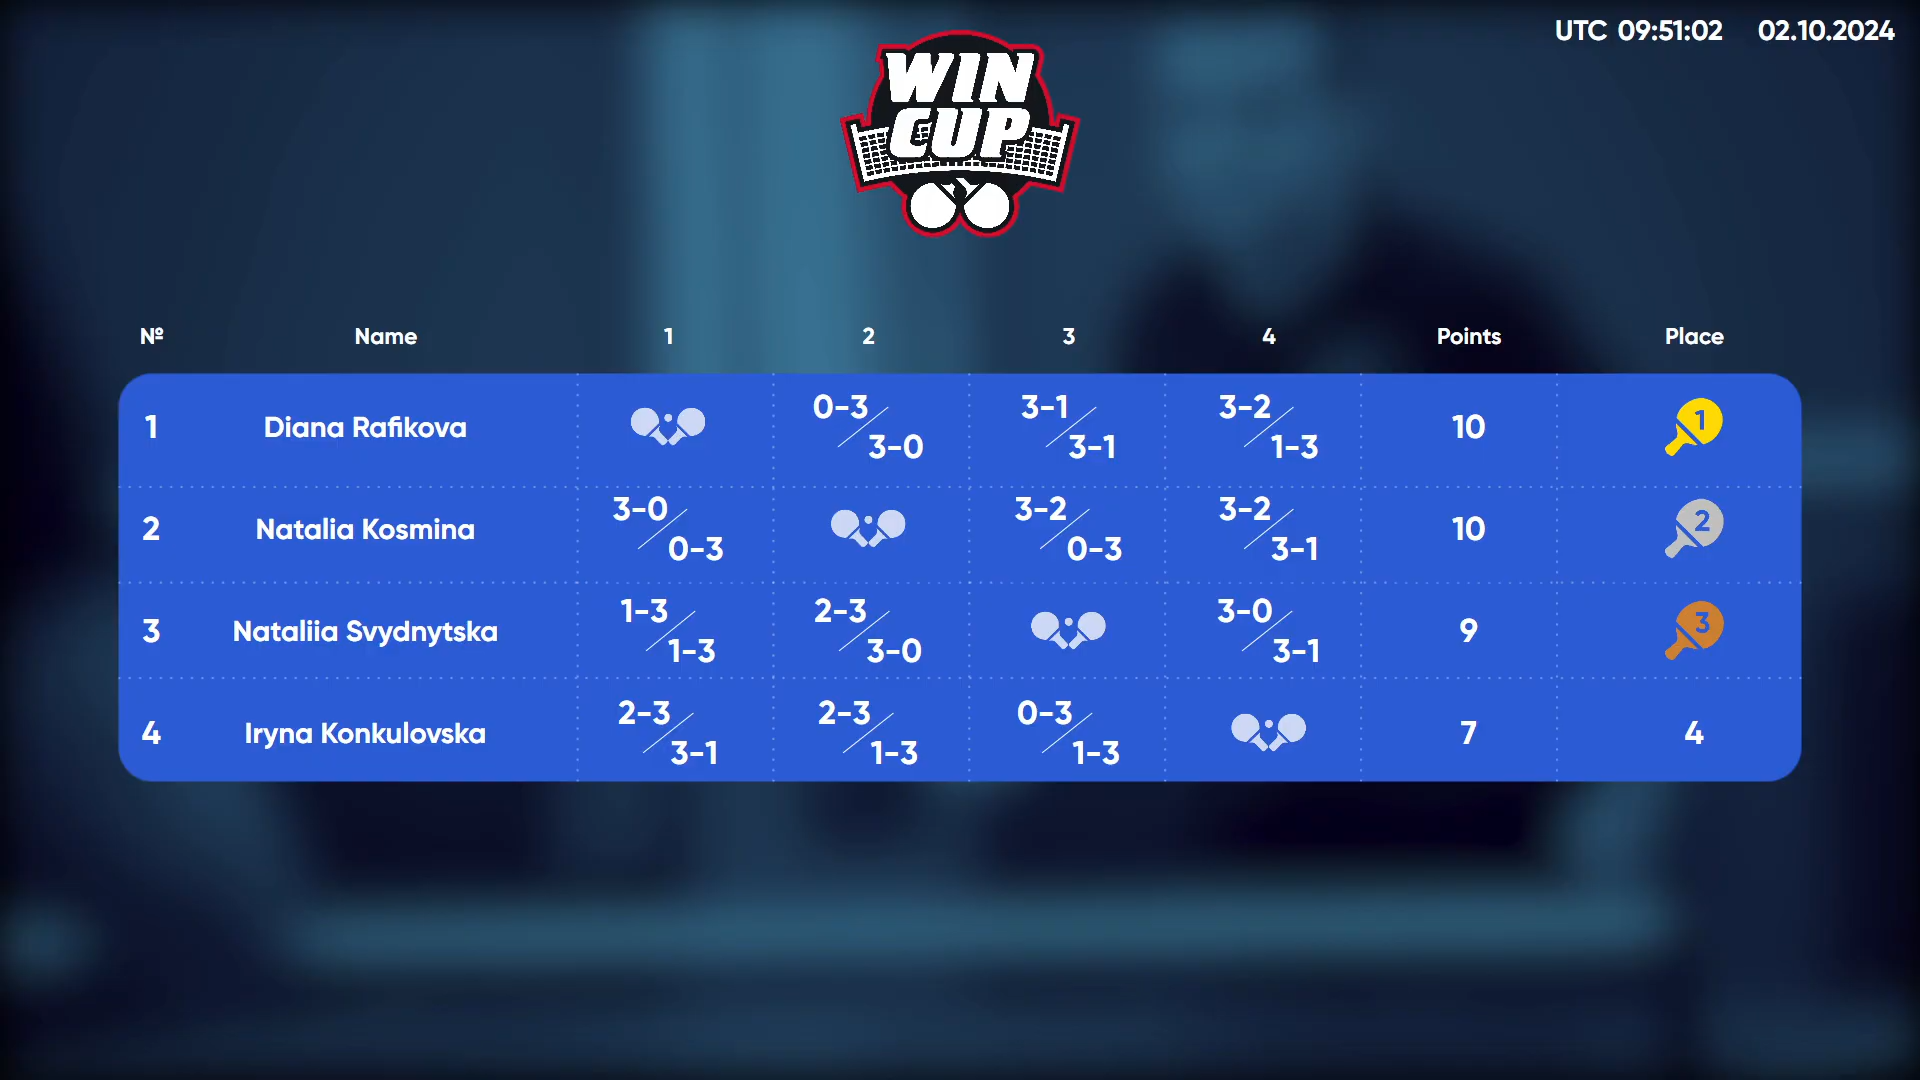 UTC 09:51:02 02.10.2024
WIN
CUP
№ Name 1 2 3 4 Points Place
1 Diana Rafikova 0-3 3-0 3-1 3-1 3-2 1-3 10 1
2 Natalia Kosmina 3-0 0-3 3-2 0-3 3-2 3-1 10 2
3 Nataliia Svydnytska 1-3 1-3 2-3 3-0 3-0 3-1 9 3
4 Iryna Konkulovska 2-3 3-1 2-3 1-3 0-3 1-3 7 4